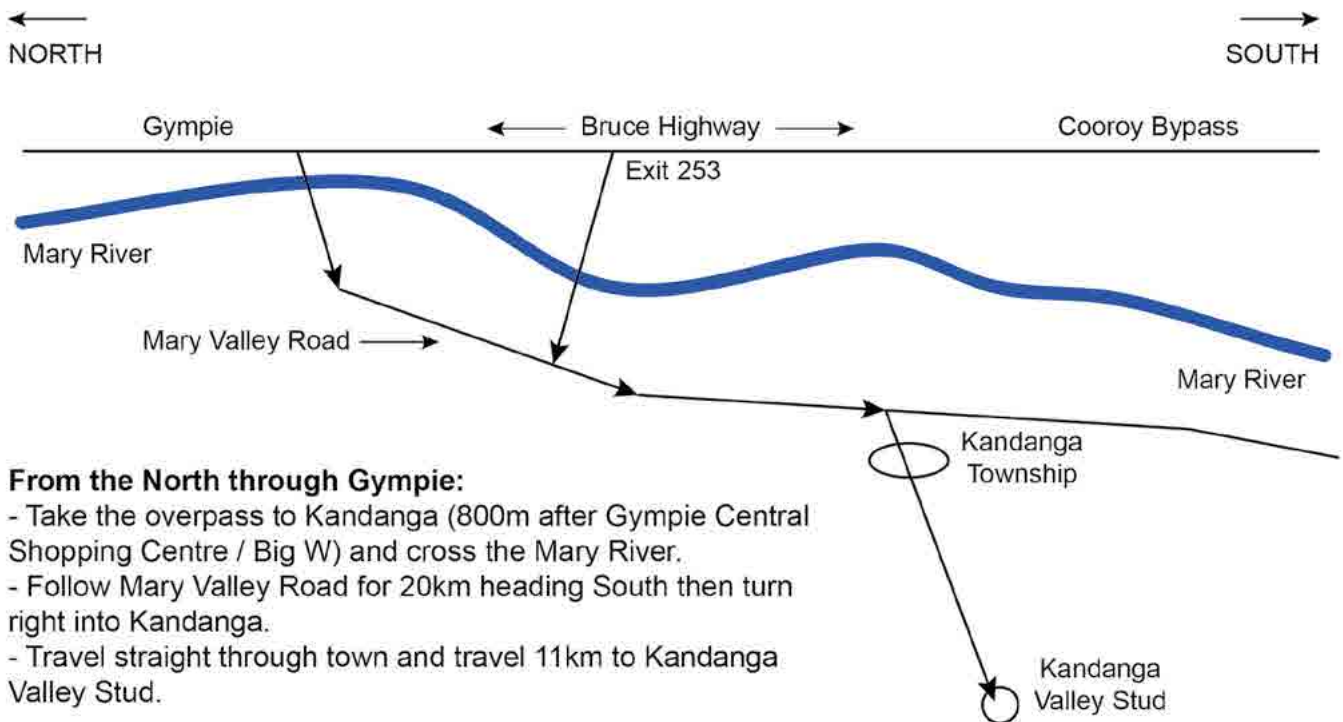 NORTH
SOUTH
Gympie
Bruce Highway
Cooroy Bypass
Exit 253
Mary River
Mary Valley Road
Mary River
Kandanga
Township
From the North through Gympie:
- Take the overpass to Kandanga (800m after Gympie Central
Shopping Centre / Big W) and cross the Mary River.
- Follow Mary Valley Road for 20km heading South then turn
right into Kandanga.
- Travel straight through town and travel 11km to Kandanga
Valley Stud.
Kandanga
Valley Stud